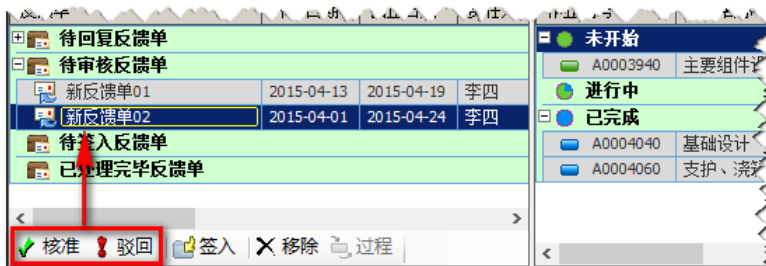 待回复反馈单
待审核反馈单
新反馈单01 2015-04-13 2015-04-19 李四
新反馈单02 2015-04-01 2015-04-24 李四
待签入反馈单
已处理完毕反馈单
核准 驳回 签入 移除 过程
未开始
A0003940 主要组件
进行中
已完成
A0004040 基础设计
A0004060 支护、浇